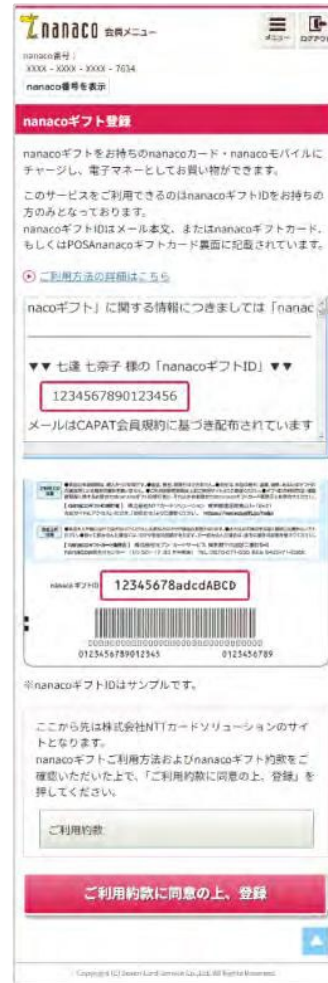 nanaco 会員メニュー
メニュー
ログアウト
nanaco番号：
XXXX - XXXX - XXXX - 7634
nanaco番号を表示
nanacoギフト登録
nanacoギフトをお持ちのnanacoカード・nanacoモバイルに
チャージし、電子マネーとしてお買い物ができます。
このサービスをご利用できるのはnanacoギフトIDをお持ちの
方のみとなっております。
nanacoギフトIDはメール本文、またはnanacoギフトカード、
もしくはPOSAnanacoギフトカード裏面に記載されています。
ご利用方法の詳細はこちら
nacoギフト」に関する情報につきましては「nanac
▼▼ 七逢 七奈子 様の「nanacoギフトID」▼▼
1234567890123456
メールはCAPAT会員規約に基づき配布されています
nanacoギフトID
12345678adcdABCD
0123456789012345
0123456789
※nanacoギフトIDはサンプルです。
ここから先は株式会社NTTカードソリューションのサイ
トとなります。
nanacoギフトご利用方法およびnanacoギフト約款をご
確認いただいた上で、「ご利用約款に同意の上、登録」を
押してください。
ご利用約款
ご利用約款に同意の上、登録